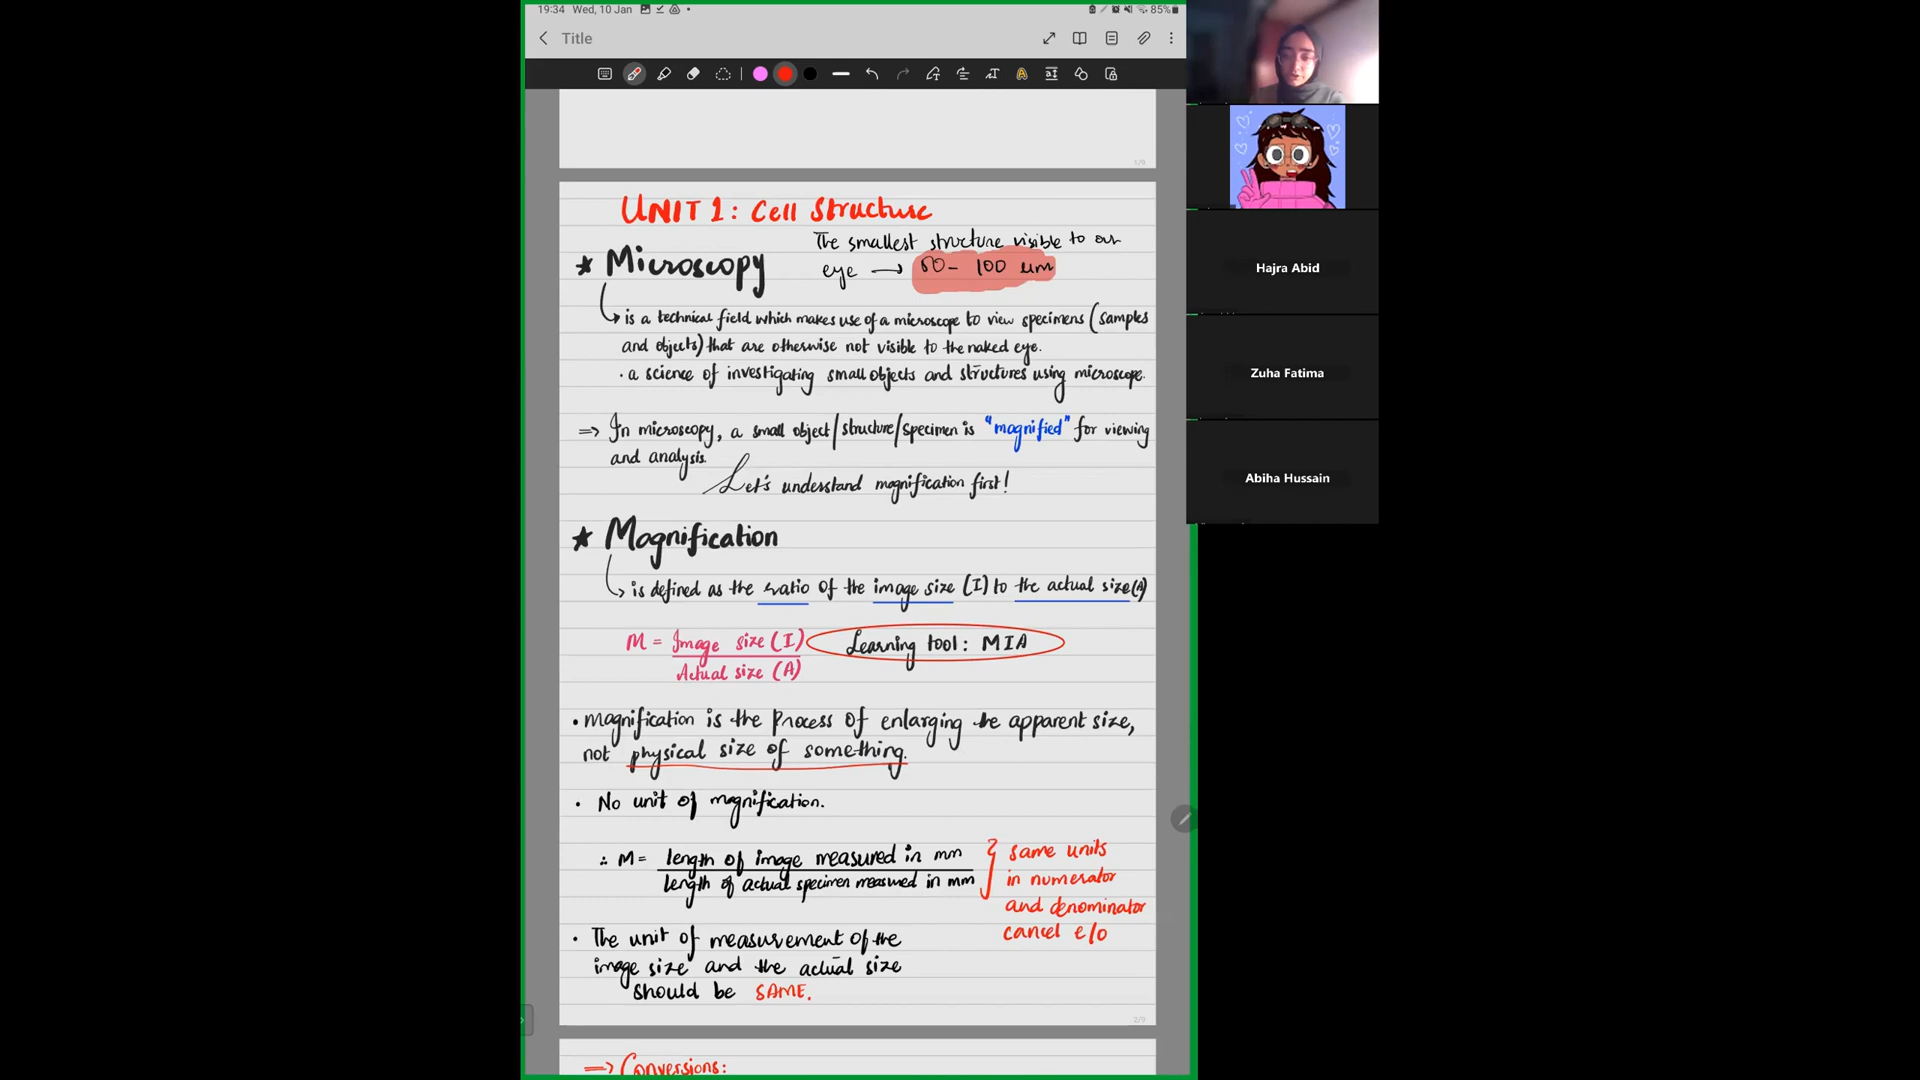 19:34 Wed, 10 Jan
85%
Title
1/9
UNIT 1: Cell Structure
The smallest structure visible to our
eye → 50- 100 um
★ Microscopy
↳ is a technical field which makes use of a microscope to view specimens (samples
and objects) that are otherwise not visible to the naked eye.
· a science of investigating small objects and structures using microscope.
⇒ In microscopy, a small object/structure/specimen is "magnified" for viewing
and analysis.
Let's understand magnification first!
★ Magnification
↳ is defined as the ratio of the image size (I) to the actual size (A)
M = Image size (I)
Actual size (A)
Learning tool: MIA
• Magnification is the process of enlarging the apparent size,
not physical size of something.
• No unit of magnification.
∴ M = length of image measured in mm
length of actual specimen measured in mm
same units
in numerator
and denominator
cancel e/o
• The unit of measurement of the
image size and the actual size
should be SAME.
2/9
⇒ Conversions:
Hajra Abid
Zuha Fatima
Abiha Hussain